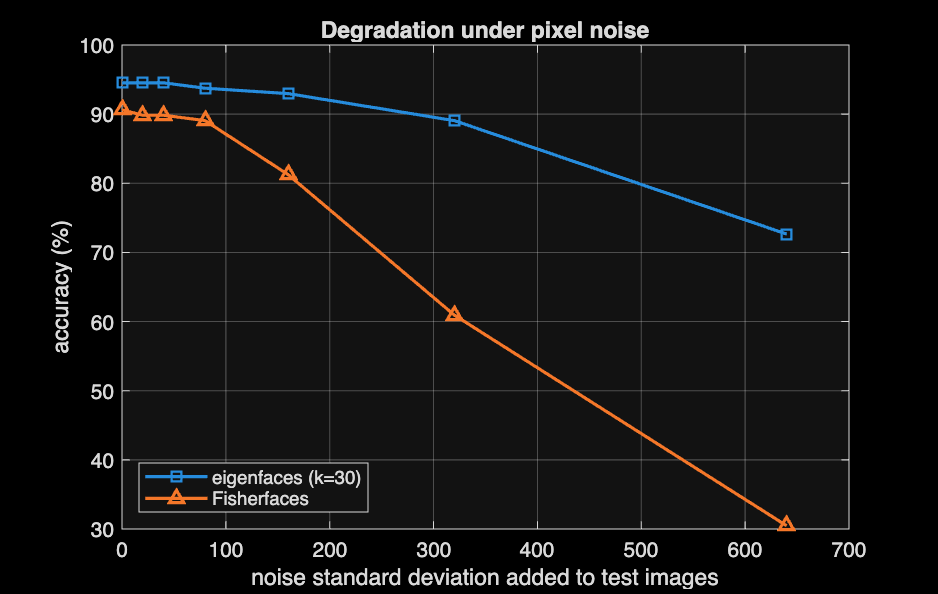 Degradation under pixel noise
accuracy (%)
100
90
80
70
60
50
40
30
eigenfaces (k=30)
Fisherfaces
0 100 200 300 400 500 600 700
noise standard deviation added to test images